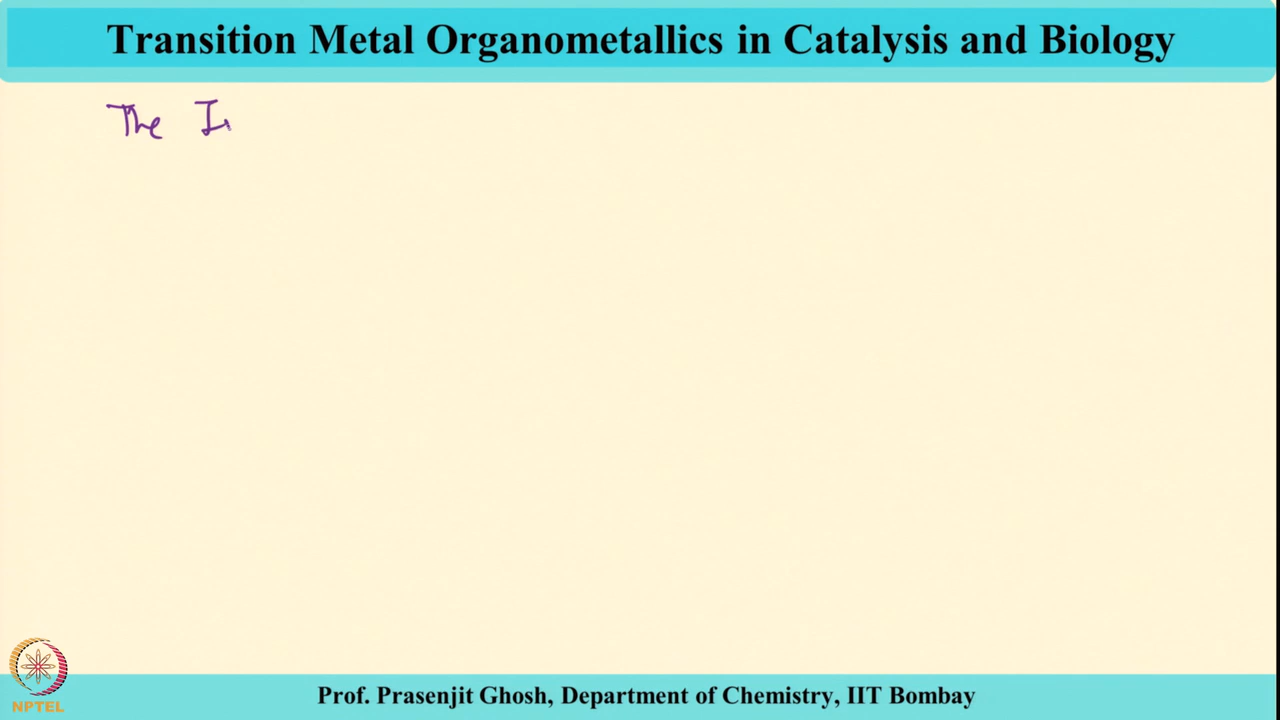 Transition Metal Organometallics in Catalysis and Biology
The
Prof. Prasenjit Ghosh, Department of Chemistry, IIT Bombay
NPTEL